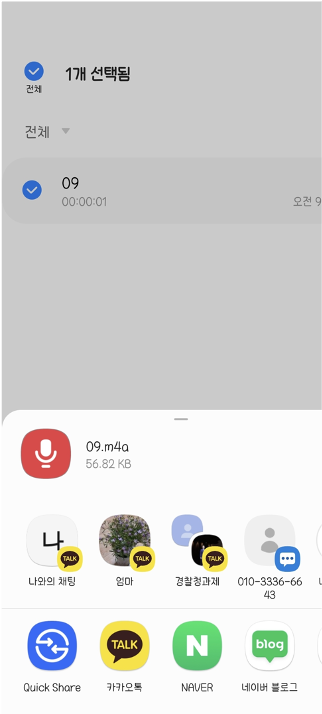 전체
1개 선택됨
전체
09
00:00:01
오전 9
09.m4a
56.82 KB
나
TALK
TALK
TALK
나와의 채팅
엄마
경찰청과제
010-3336-66
43
TALK
N
blog
Quick Share
카카오톡
NAVER
네이버 블로그